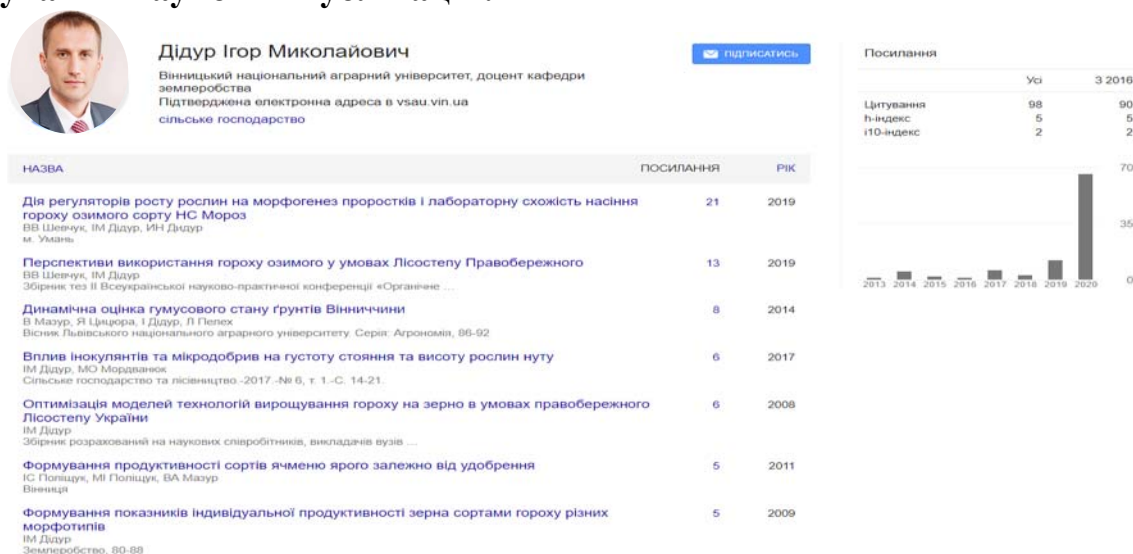 Дідур Ігор Миколайович
Вінницький національний аграрний університет, доцент кафедри
землеробства
Підтверджена електронна адреса в vsau.vin.ua
сільське господарство
ПІДПИСАТИСЬ
НАЗВА ПОСИЛАННЯ РІК
Дія регуляторів росту рослин на морфогенез проростків і лабораторну схожість насіння 21 2019
гороху озимого сорту НС Мороз
ВВ Шевчук, ІМ Дідур, ИН Дидур
м. Умань
Перспективи використання гороху озимого у умовах Лісостепу Правобережного 13 2019
ВВ Шевчук, ІМ Дідур
Збірник тез ІІ Всеукраїнської науково-практичної конференції «Органічне ...
Динамічна оцінка гумусового стану ґрунтів Вінниччини 8 2014
В Мазур, Я Цицюра, І Дідур, Л Пелех
Вісник Львівського національного аграрного університету. Серія: Агрономія, 86-92
Вплив інокулянтів та мікродобрив на густоту стояння та висоту рослин нуту 6 2017
ІМ Дідур, МО Мордванюк
Сільське господарство та лісівництво.-2017.-№ 6, т. 1.-С. 14-21.
Оптимізація моделей технологій вирощування гороху на зерно в умовах правобережного 6 2008
Лісостепу України
ІМ Дідур
Збірник розрахований на наукових співробітників, викладачів вузів ...
Формування продуктивності сортів ячменю ярого залежно від удобрення 5 2011
ІС Поліщук, МІ Поліщук, ВА Мазур
Вінниця
Формування показників індивідуальної продуктивності зерна сортами гороху різних 5 2009
морфотипів
ІМ Дідур
Землеробство, 80-88
Посилання
Усі З 2016
Цитування 98 90
h-індекс 5 5
i10-індекс 2 2
70
35
0
2013 2014 2015 2016 2017 2018 2019 2020